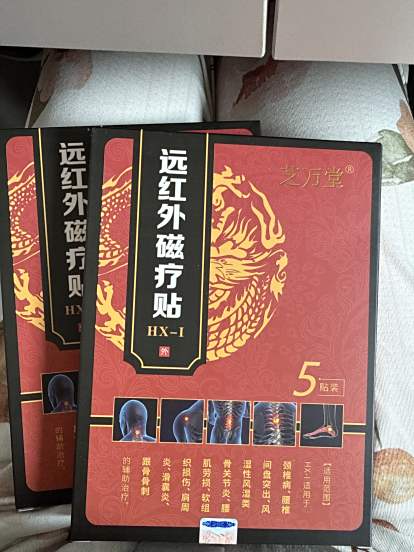 芝万堂®
远红外磁疗贴
HX-I
外
5贴装
【适用范围】
HX-I适用于
颈椎病、腰椎
间盘突出、风
湿性风湿类
骨关节炎、腰
肌劳损、软组
织损伤、肩周
炎、滑囊炎、
跟骨骨刺
的辅助治疗。
远红外磁疗贴
HX
的辅助治疗。